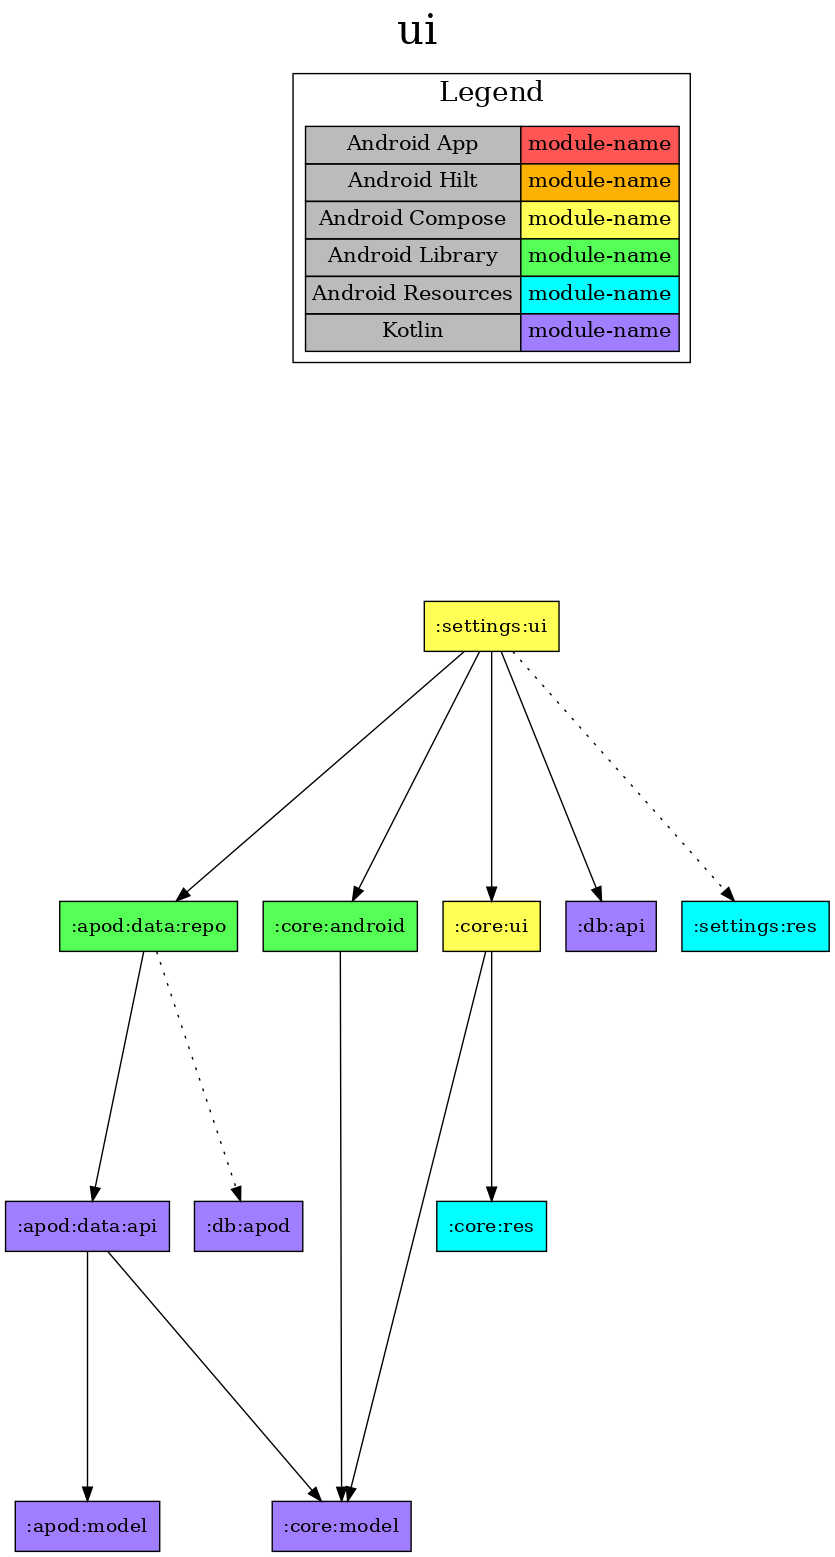 ui
Legend
Android App module-name
Android Hilt module-name
Android Compose module-name
Android Library module-name
Android Resources module-name
Kotlin module-name
:settings:ui
:apod:data:repo
:core:android
:core:ui
:db:api
:settings:res
:apod:data:api
:db:apod
:core:res
:apod:model
:core:model